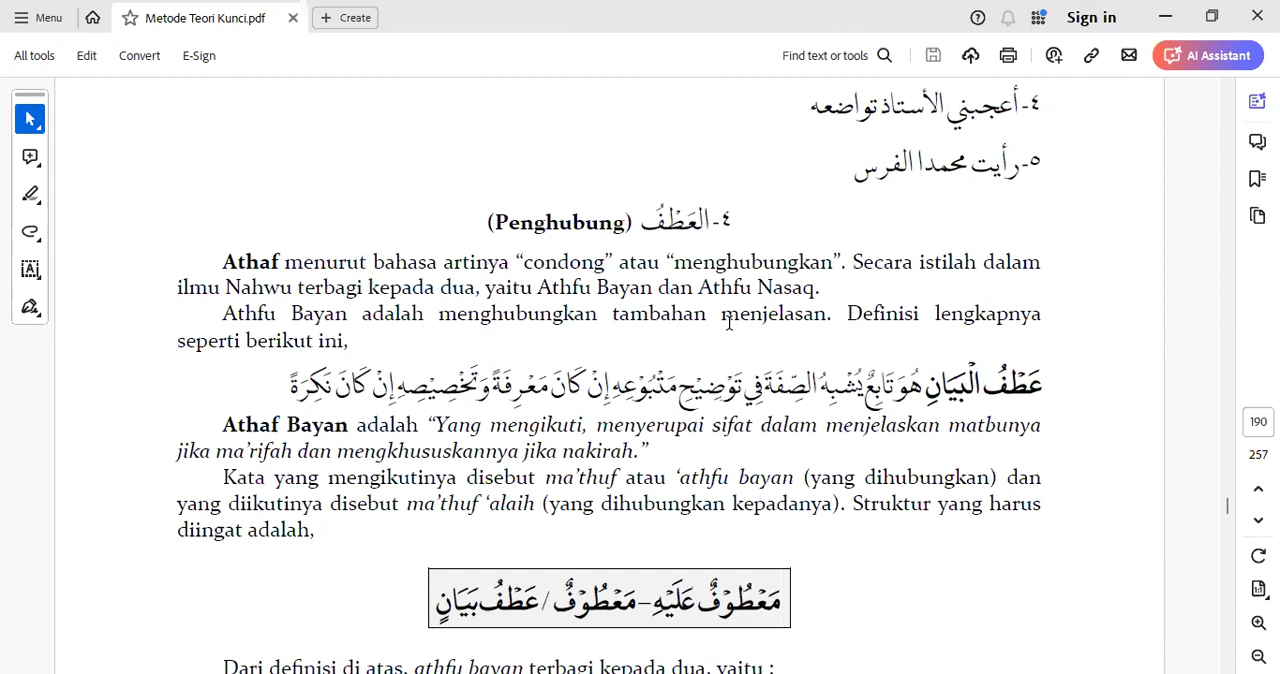 Menu
Metode Teori Kunci.pdf
Create
Sign in
All tools Edit Convert E-Sign
Find text or tools
AI Assistant
٤- أعجبني الأستاذ تواضعه
٥- رأيت محمدا الفرس
٤- العَطْفُ (Penghubung)
Athaf menurut bahasa artinya “condong” atau “menghubungkan”. Secara istilah dalam
ilmu Nahwu terbagi kepada dua, yaitu Athfu Bayan dan Athfu Nasaq.
Athfu Bayan adalah menghubungkan tambahan menjelasan. Definisi lengkapnya
seperti berikut ini,
عَطْفُ الْبَيَانِ هُوَ تَابِعٌ يُشْبِهُ الصِّفَةَ فِي تَوْضِيْحِ مَتْبُوْعِهِ إِنْ كَانَ مَعْرِفَةً وَتَخْصِيْصِهِ إِنْ كَانَ نَكِرَةً
Athaf Bayan adalah “Yang mengikuti, menyerupai sifat dalam menjelaskan matbunya
jika ma’rifah dan mengkhususkannya jika nakirah.”
Kata yang mengikutinya disebut ma’thuf atau ‘athfu bayan (yang dihubungkan) dan
yang diikutinya disebut ma’thuf ‘alaih (yang dihubungkan kepadanya). Struktur yang harus
diingat adalah,
مَعْطُوْفٌ عَلَيْهِ – مَعْطُوْفٌ / عَطْفُ بَيَانٍ
Dari definisi di atas, athfu bayan terbagi kepada dua, yaitu :
190
257